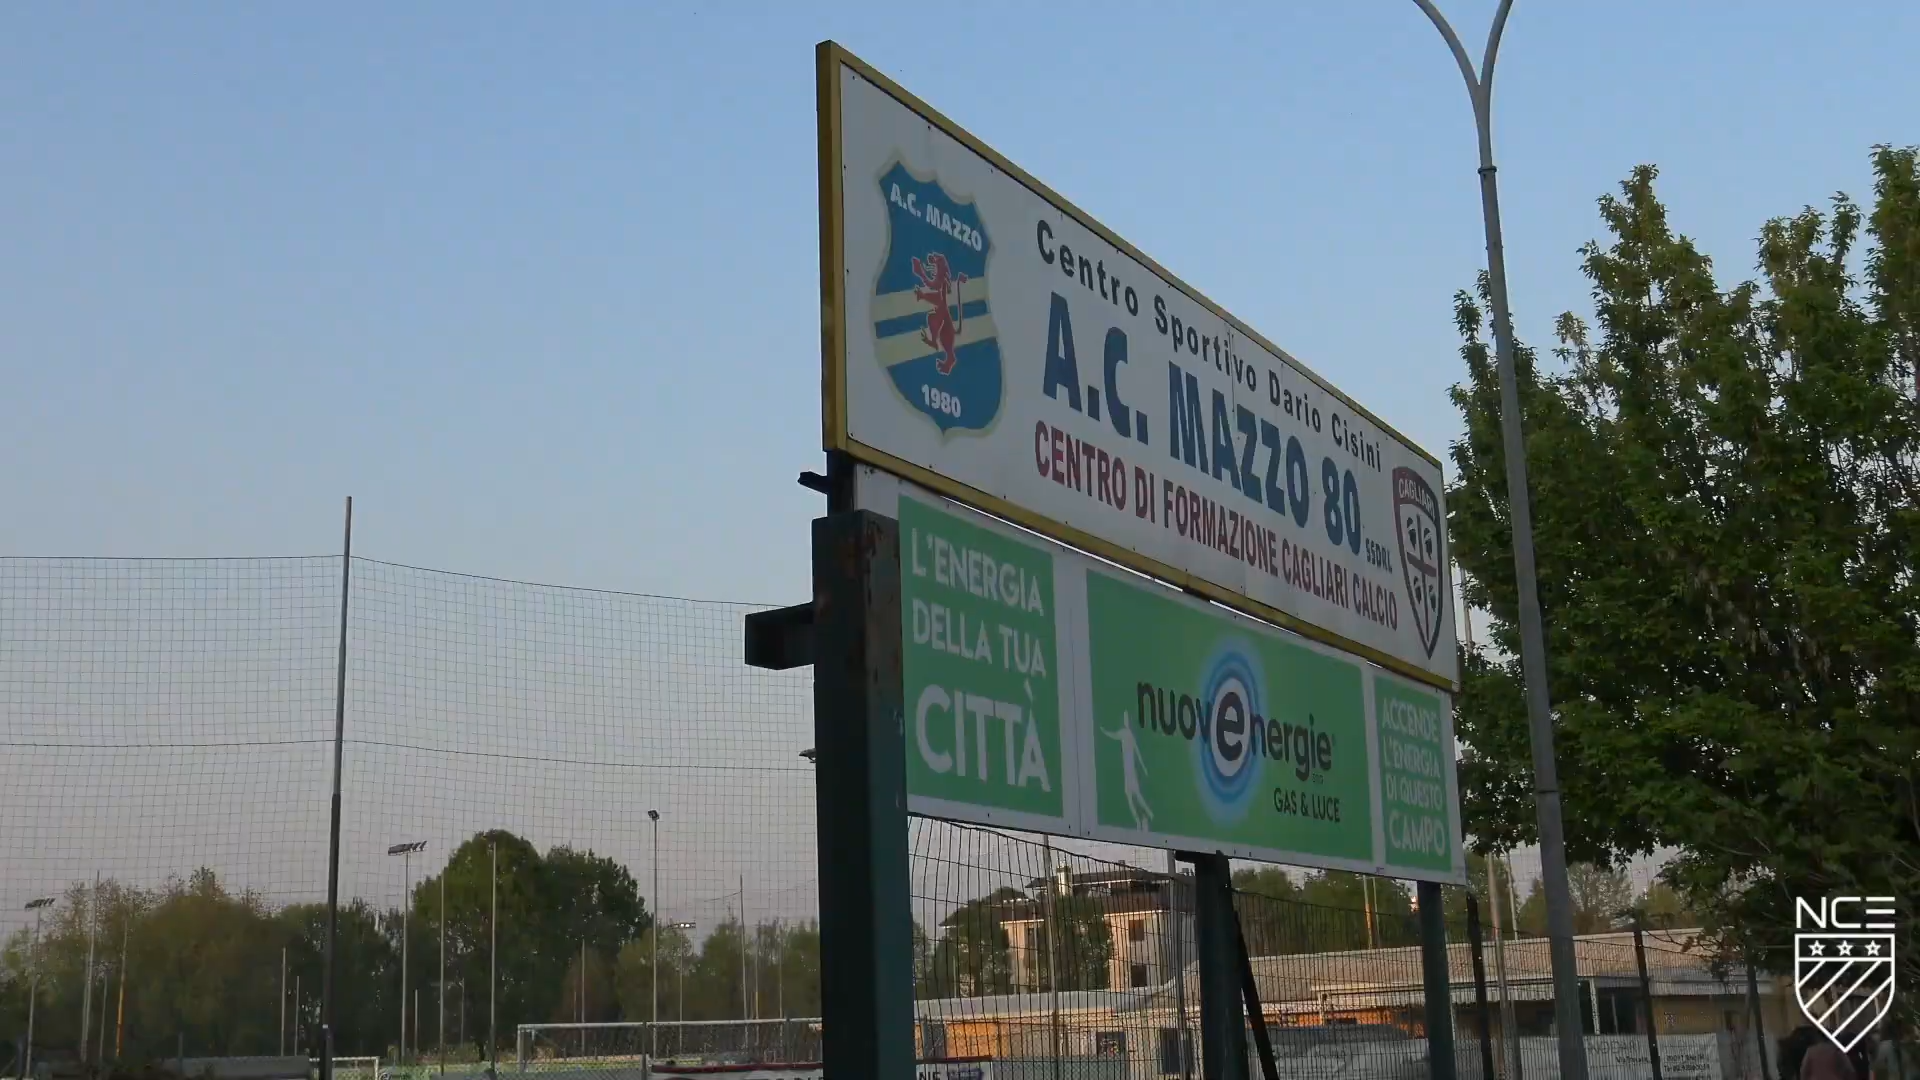 A.C. MAZZO
1980
Centro Sportivo Dario Cisini
A.C. MAZZO 80 SSDRL
CENTRO DI FORMAZIONE CAGLIARI CALCIO
CAGLIARI
L'ENERGIA
DELLA TUA
CITTÀ
nuovenergie
GAS & LUCE
ACCENDE
L'ENERGIA
DI QUESTO
CAMPO
NCE